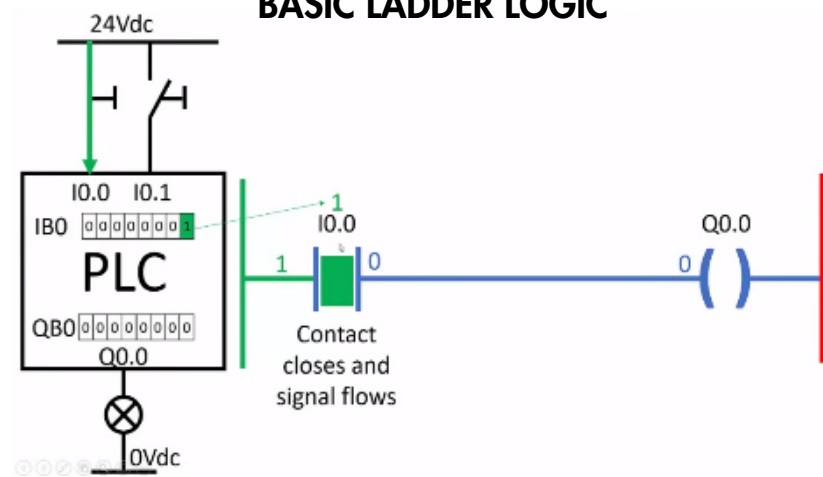 BASIC LADDER LOGIC
24Vdc
I0.0 I0.1
IB0 0 0 0 0 0 0 0 1
PLC
QB0 0 0 0 0 0 0 0 0
Q0.0
0Vdc
1
I0.0
1
0
Contact
closes and
signal flows
Q0.0
0